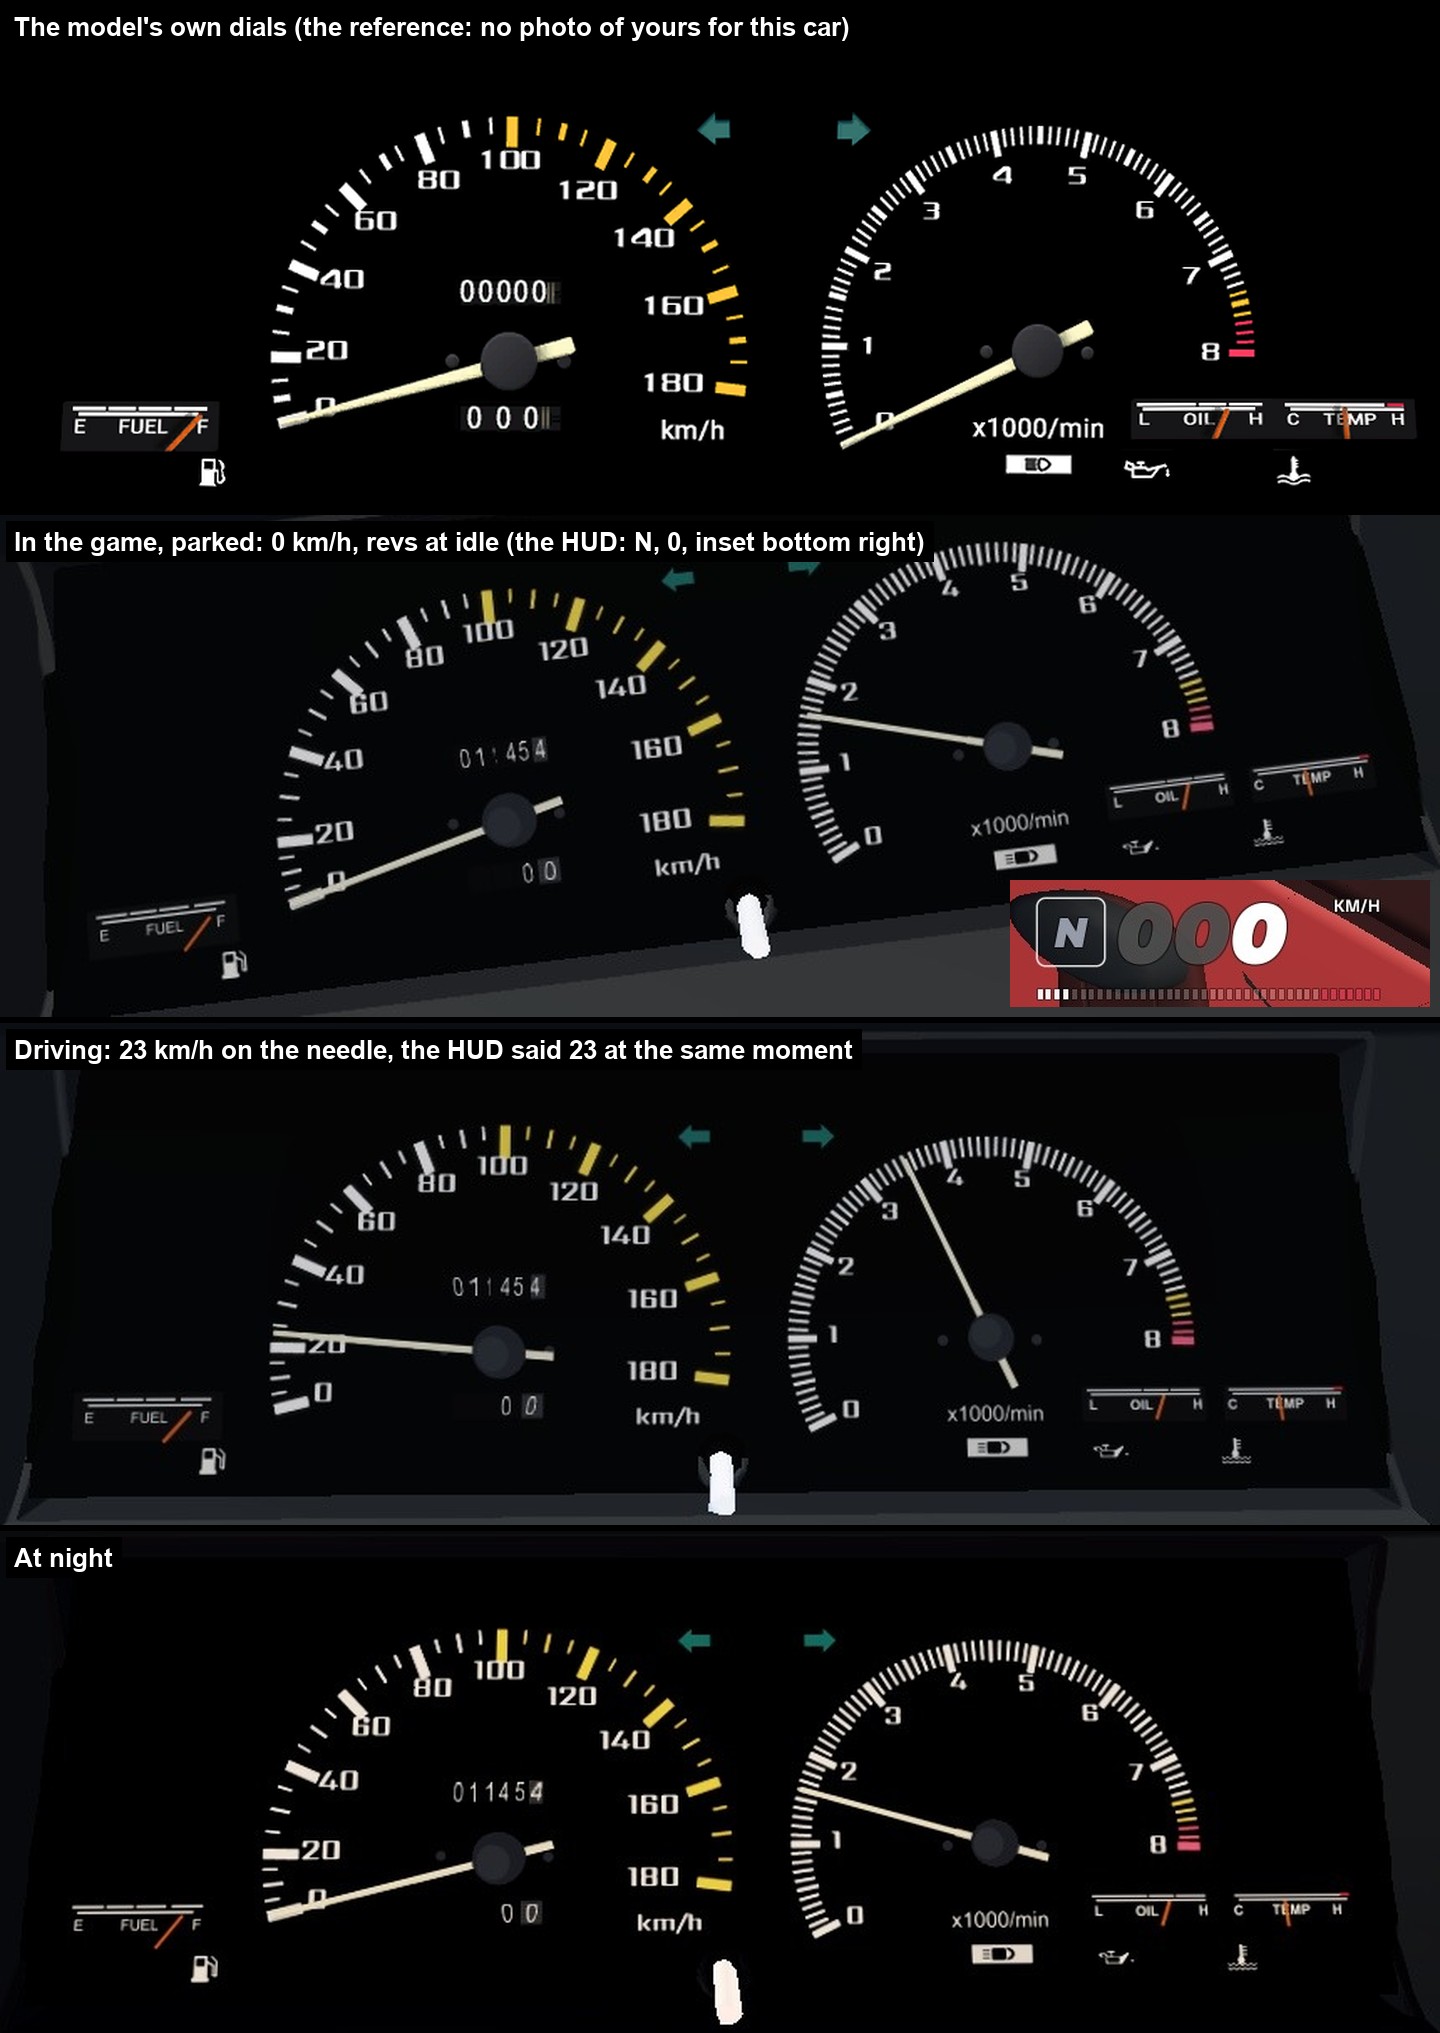 The model's own dials (the reference: no photo of yours for this car)
80 100 120
60 140
40 160
20 180
0
00000
000
km/h
E FUEL F
4 5
3 6
2 7
1 8
0
x1000/min
L OIL H
C TEMP H
In the game, parked: 0 km/h, revs at idle (the HUD: N, 0, inset bottom right)
80 100 120
60 140
40 160
20 180
0
01 454
00
km/h
E FUEL F
4 5
3 6
2 7
1 8
0
x1000/min
L OIL H
C TEMP H
N 000 KM/H
Driving: 23 km/h on the needle, the HUD said 23 at the same moment
80 100 120
60 140
40 160
20 180
0
011454
00
km/h
E FUEL F
4 5
3 6
2 7
1 8
0
x1000/min
L OIL H
C TEMP H
At night
80 100 120
60 140
40 160
20 180
0
011454
00
km/h
E FUEL F
4 5
3 6
2 7
1 8
0
x1000/min
L OIL H
C TEMP H